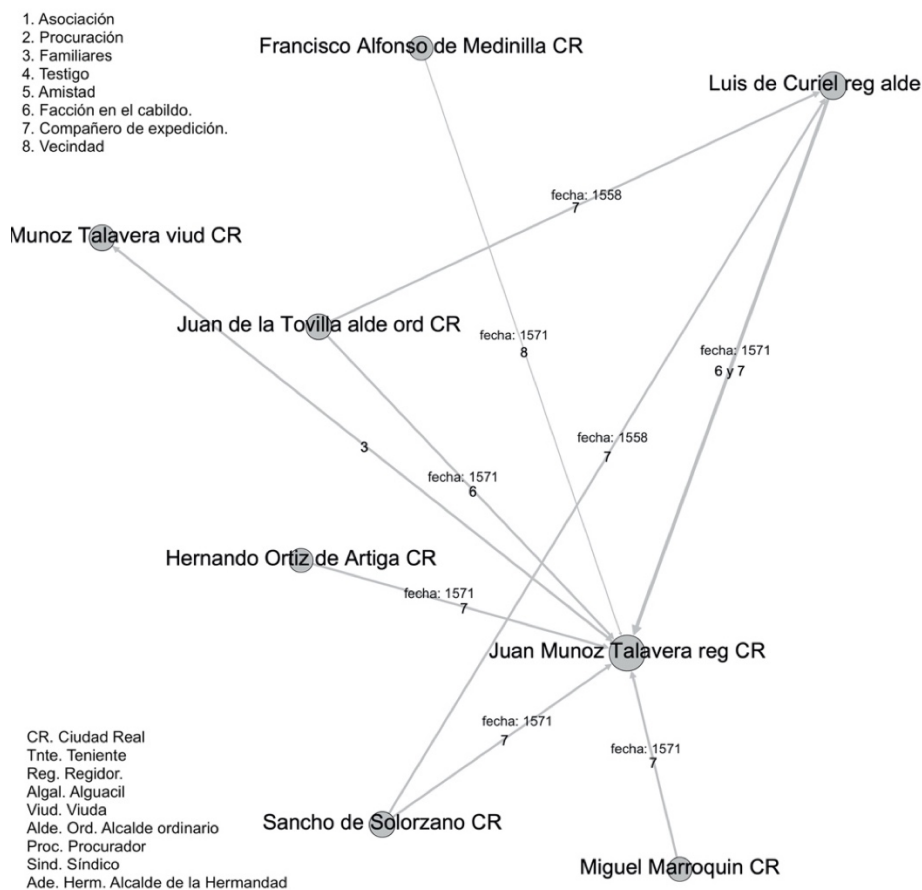 1. Asociación
2. Procuración
3. Familiares
4. Testigo
5. Amistad
6. Facción en el cabildo.
7. Compañero de expedición.
8. Vecindad
Francisco Alfonso de Medinilla CR
Luis de Curiel reg alde
fecha: 1558
7
Munoz Talavera viud CR
Juan de la Tovilla alde ord CR
fecha: 1571
8
fecha: 1571
6 y 7
fecha: 1558
7
3
fecha: 1571
6
Hernando Ortiz de Artiga CR
fecha: 1571
7
Juan Munoz Talavera reg CR
fecha: 1571
7
fecha: 1571
7
Sancho de Solorzano CR
Miguel Marroquin CR
CR. Ciudad Real
Tnte. Teniente
Reg. Regidor.
Algal. Alguacil
Viud. Viuda
Alde. Ord. Alcalde ordinario
Proc. Procurador
Sind. Síndico
Ade. Herm. Alcalde de la Hermandad